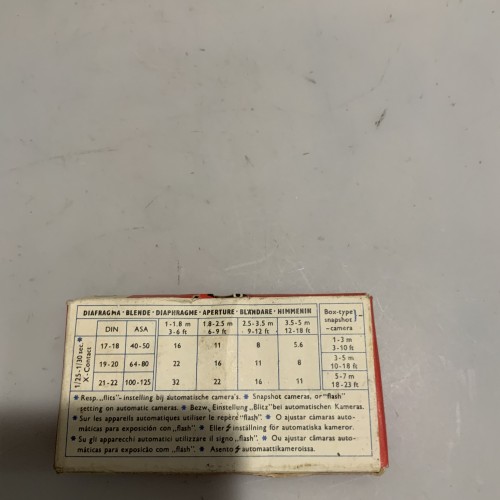 DIAFRAGMA · BLENDE · DIAPHRAGME · APERTURE · BLÄNDARE · HIMMENIN
Box-type snapshot -camera
DIN ASA 1-1.8 m 3-6 ft 1.8-2.5 m 6-9 ft 2.5-3.5 m 9-12 ft 3.5-5 m 12-18 ft
1/25-1/30 sec.* X-Contact
17-18 40-50 16 11 8 5.6 1-3 m 3-10 ft
19-20 64-80 22 16 11 8 3-5 m 10-18 ft
21-22 100-125 32 22 16 11 5-7 m 18-23 ft
* Resp. „flits"- instelling bij automatische camera's. * Snapshot cameras, or "flash"
-setting on automatic cameras. * Bezw. Einstellung „Blitz" bei automatischen Kameras.
* Sur les appareils automatiques utiliser le repère "flash". * O ajustar cámaras auto-
máticas para exposición con „flash". * Eller ⚡ inställning för automatiska kameror.
* Su gli apparecchi automatici utilizzare il signo „flash". * Ou ajustar câmaras auto-
máticas para exposição com „flash". * Asento ⚡ automaattikameroissa.